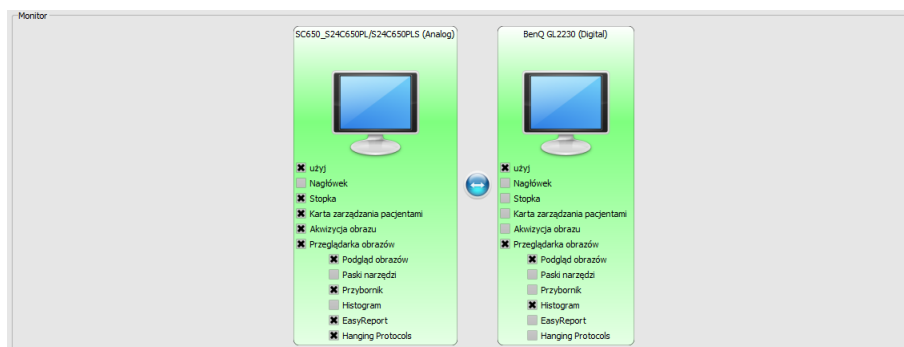 Monitor
SC650_S24C650PL/S24C650PLS (Analog)
użyj
Nagłówek
Stopka
Karta zarządzania pacjentami
Akwizycja obrazu
Przeglądarka obrazów
Podgląd obrazów
Paski narzędzi
Przybornik
Histogram
EasyReport
Hanging Protocols
BenQ GL2230 (Digital)
użyj
Nagłówek
Stopka
Karta zarządzania pacjentami
Akwizycja obrazu
Przeglądarka obrazów
Podgląd obrazów
Paski narzędzi
Przybornik
Histogram
EasyReport
Hanging Protocols